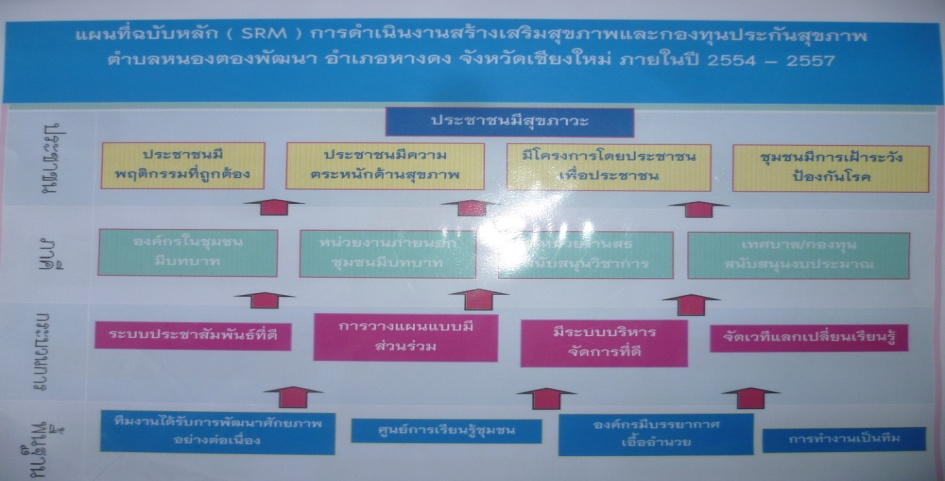 แผนที่ฉบับหลัก ( SRM ) การดำเนินงานสร้างเสริมสุขภาพและกองทุนประกันสุขภาพ
ตำบลหนองตองพัฒนา อำเภอหางดง จังหวัดเชียงใหม่ ภายในปี 2554 – 2557
ประชาชนมีสุขภาวะ
ประชาชน
ประชาชนมี
พฤติกรรมที่ถูกต้อง
ประชาชนมีความ
ตระหนักด้านสุขภาพ
มีโครงการโดยประชาชน
เพื่อประชาชน
ชุมชนมีการเฝ้าระวัง
ป้องกันโรค
ภาคี
องค์กรในชุมชน
มีบทบาท
หน่วยงานภายนอก
ชุมชนมีบทบาท
หน่วยงานสธ
สนับสนุนวิชาการ
เทศบาล/กองทุน
สนับสนุนงบประมาณ
กระบวนการ
ระบบประชาสัมพันธ์ที่ดี
การวางแผนแบบมี
ส่วนร่วม
มีระบบบริหาร
จัดการที่ดี
จัดเวทีแลกเปลี่ยนเรียนรู้
พื้นฐาน
ทีมงานได้รับการพัฒนาศักยภาพ
อย่างต่อเนื่อง
ศูนย์การเรียนรู้ชุมชน
องค์กรมีบรรยากาศ
เอื้ออำนวย
การทำงานเป็นทีม